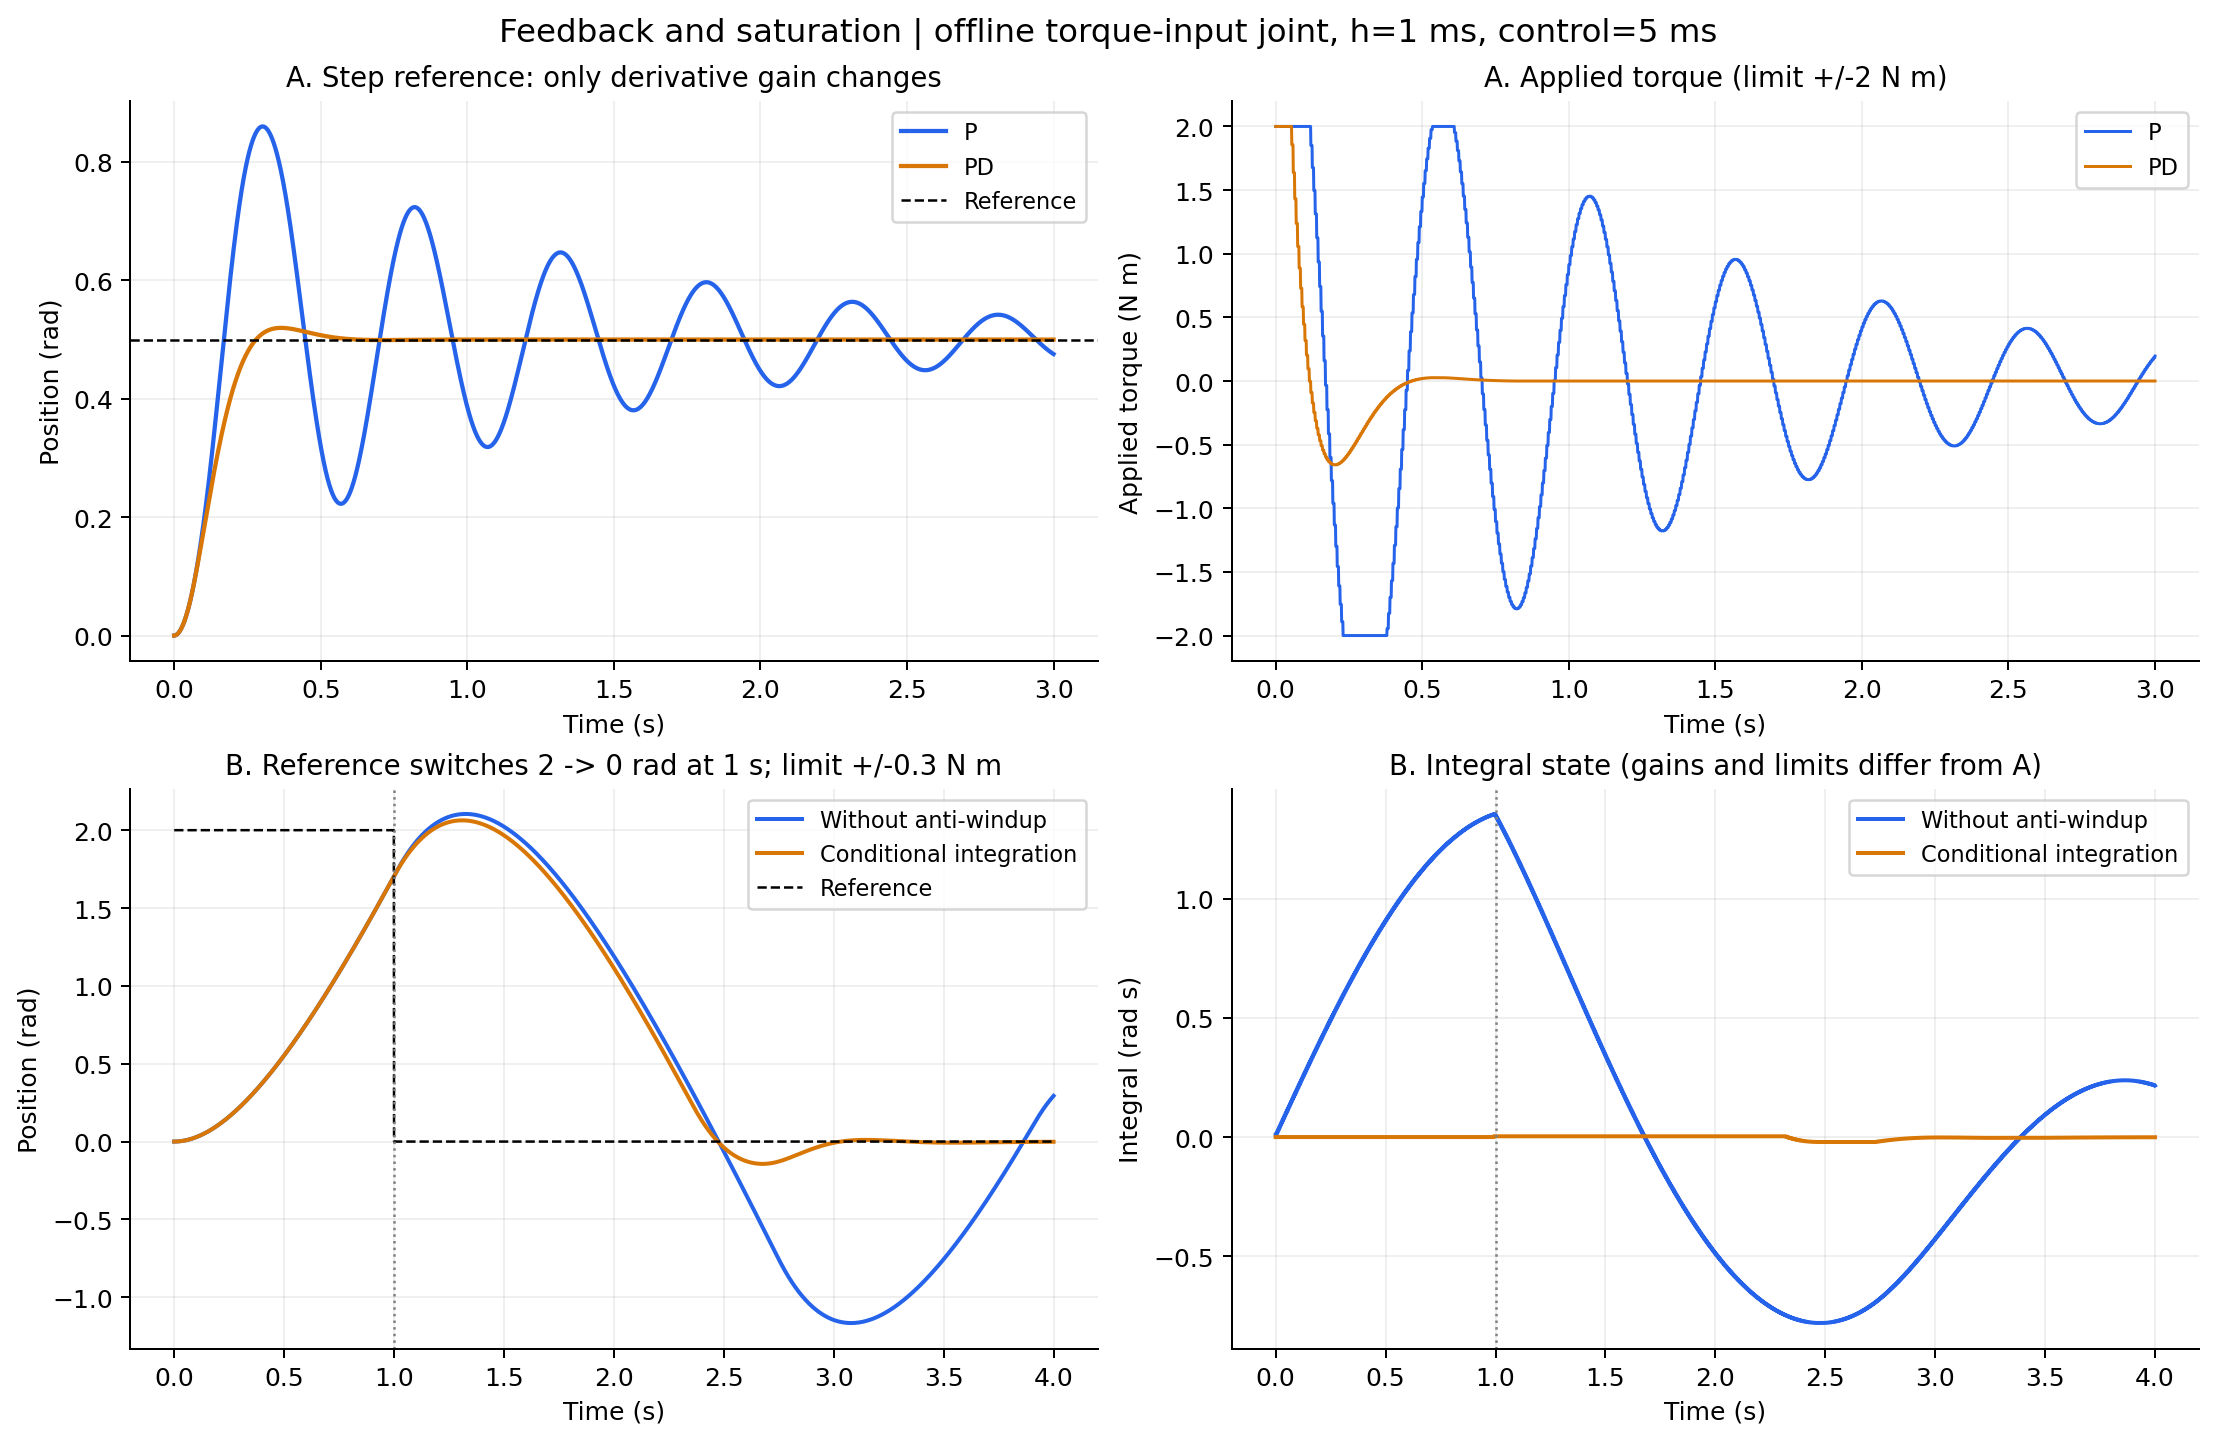 Feedback and saturation | offline torque-input joint, h=1 ms, control=5 ms
A. Step reference: only derivative gain changes
P
PD
Reference
0.8
0.6
0.4
0.2
0.0
Position (rad)
0.0 0.5 1.0 1.5 2.0 2.5 3.0
Time (s)
A. Applied torque (limit +/-2 N m)
P
PD
2.0
1.5
1.0
0.5
0.0
−0.5
−1.0
−1.5
−2.0
Applied torque (N m)
0.0 0.5 1.0 1.5 2.0 2.5 3.0
Time (s)
B. Reference switches 2 -> 0 rad at 1 s; limit +/-0.3 N m
Without anti-windup
Conditional integration
Reference
2.0
1.5
1.0
0.5
0.0
−0.5
−1.0
Position (rad)
0.0 0.5 1.0 1.5 2.0 2.5 3.0 3.5 4.0
Time (s)
B. Integral state (gains and limits differ from A)
Without anti-windup
Conditional integration
1.0
0.5
0.0
−0.5
Integral (rad s)
0.0 0.5 1.0 1.5 2.0 2.5 3.0 3.5 4.0
Time (s)